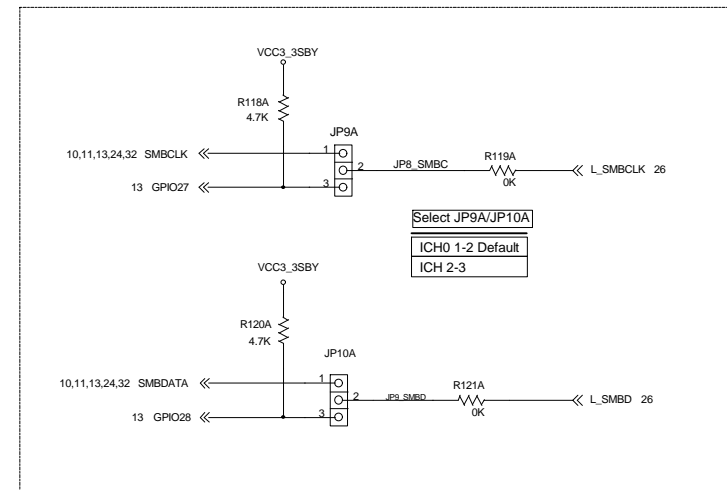 VCC3_3SBY
R118A
4.7K
JP9A
10,11,13,24,32 SMBCLK
1
2
JP8_SMBC
R119A
0K
L_SMBCLK 26
13 GPIO27
3
Select JP9A/JP10A
ICH0 1-2 Default
ICH 2-3
VCC3_3SBY
R120A
4.7K
JP10A
10,11,13,24,32 SMBDATA
1
2
JP9_SMBD
R121A
0K
L_SMBD 26
13 GPIO28
3